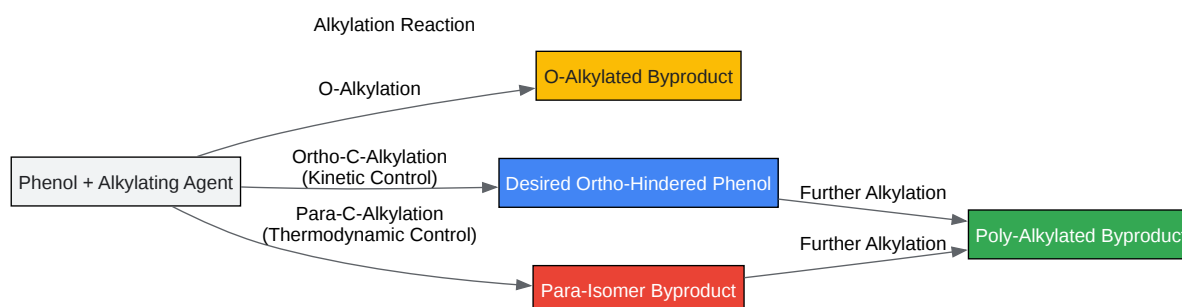 Alkylation Reaction
O-Alkylated Byproduct
O-Alkylation
Ortho-C-Alkylation
(Kinetic Control)
Phenol + Alkylating Agent
Desired Ortho-Hindered Phenol
Further Alkylation
Para-C-Alkylation
(Thermodynamic Control)
Further Alkylation
Poly-Alkylated Byproduct
Para-Isomer Byproduct